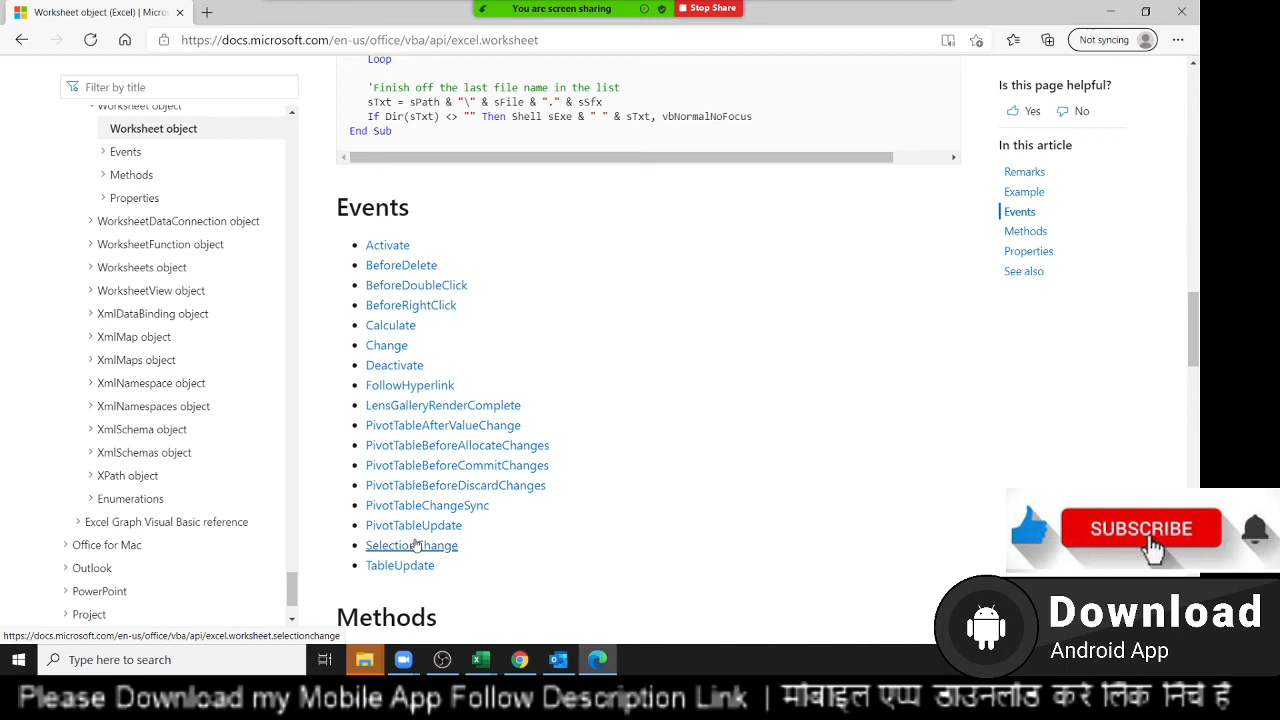 Worksheet object (Excel) | Micros
You are screen sharing
Stop Share
https://docs.microsoft.com/en-us/office/vba/api/excel.worksheet
Not syncing
Filter by title
Worksheet object
Worksheet object
Events
Methods
Properties
WorksheetDataConnection object
WorksheetFunction object
Worksheets object
WorksheetView object
XmlDataBinding object
XmlMap object
XmlMaps object
XmlNamespace object
XmlNamespaces object
XmlSchema object
XmlSchemas object
XPath object
Enumerations
Excel Graph Visual Basic reference
Office for Mac
Outlook
PowerPoint
Project
Loop
'Finish off the last file name in the list
sTxt = sPath & "\" & sFile & "." & sSfx
If Dir(sTxt) <> "" Then Shell sExe & " " & sTxt, vbNormalNoFocus
End Sub
Events
Activate
BeforeDelete
BeforeDoubleClick
BeforeRightClick
Calculate
Change
Deactivate
FollowHyperlink
LensGalleryRenderComplete
PivotTableAfterValueChange
PivotTableBeforeAllocateChanges
PivotTableBeforeCommitChanges
PivotTableBeforeDiscardChanges
PivotTableChangeSync
PivotTableUpdate
SelectionChange
TableUpdate
Methods
Is this page helpful?
Yes
No
In this article
Remarks
Example
Events
Methods
Properties
See also
SUBSCRIBE
Download
Android App
https://docs.microsoft.com/en-us/office/vba/api/excel.worksheet.selectionchange
Type here to search
Please Download my Mobile App Follow Description Link | मोबाइल एप्प डाउनलोड करे लिंक निचे है